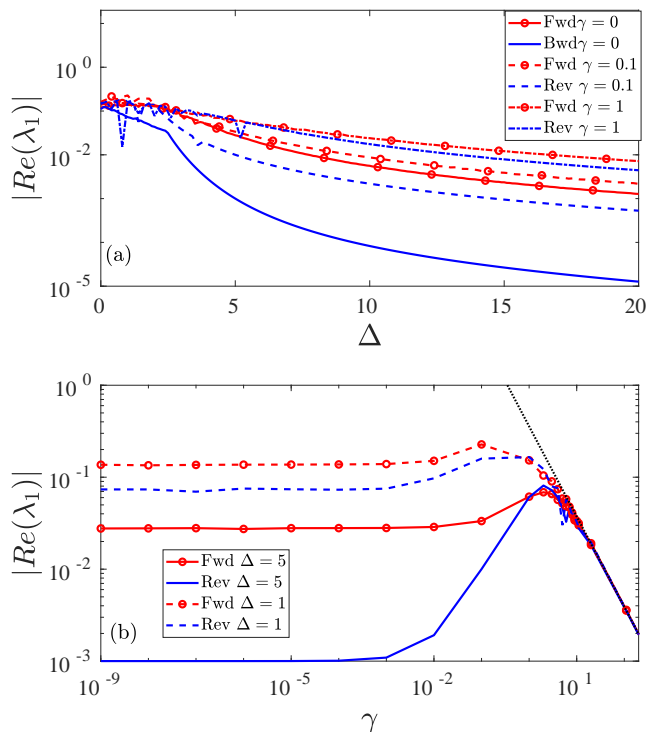 10^0
10^-2
10^-5
|Re(λ_1)|
(a)
Fwdγ = 0
Bwdγ = 0
Fwd γ = 0.1
Rev γ = 0.1
Fwd γ = 1
Rev γ = 1
0 5 10 15 20
Δ
10^0
10^-1
10^-2
10^-3
|Re(λ_1)|
(b)
Fwd Δ = 5
Rev Δ = 5
Fwd Δ = 1
Rev Δ = 1
10^-9 10^-5 10^-2 10^1
γ